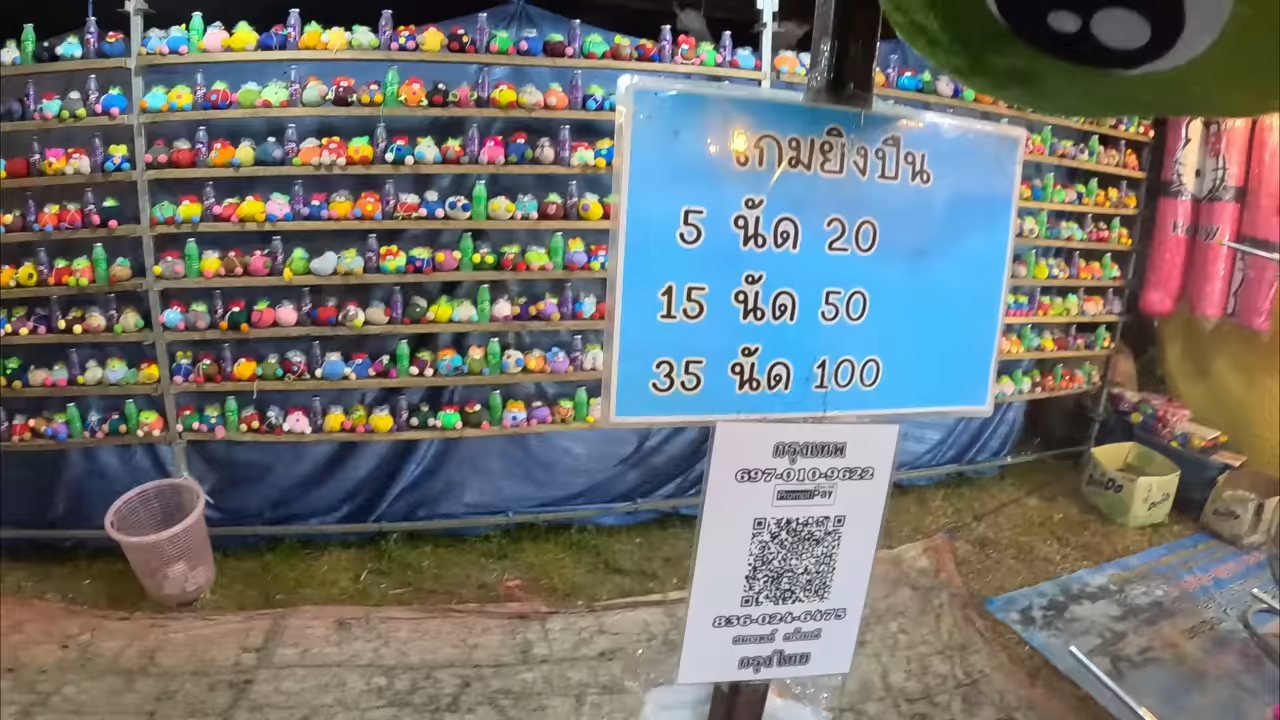 เกมยิงปืน
5 นัด 20
15 นัด 50
35 นัด 100
กรุงเทพ
697-010-9622
PromptPay
836-024-6475
กรุงไทย